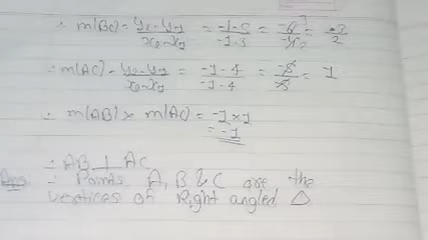 ∴ m(BC) = y₂-y₁/x₂-x₁ = -1-5/-1-3 = -6/-4 = 3/2
∴ m(AC) = y₂-y₁/x₂-x₁ = -1-4/-1-4 = -5/-5 = 1
∴ m(AB) × m(AC) = -1×1
= -1
∴ AB ⊥ AC
Ans ∴ Points A, B & C are the
vertices of Right angled △